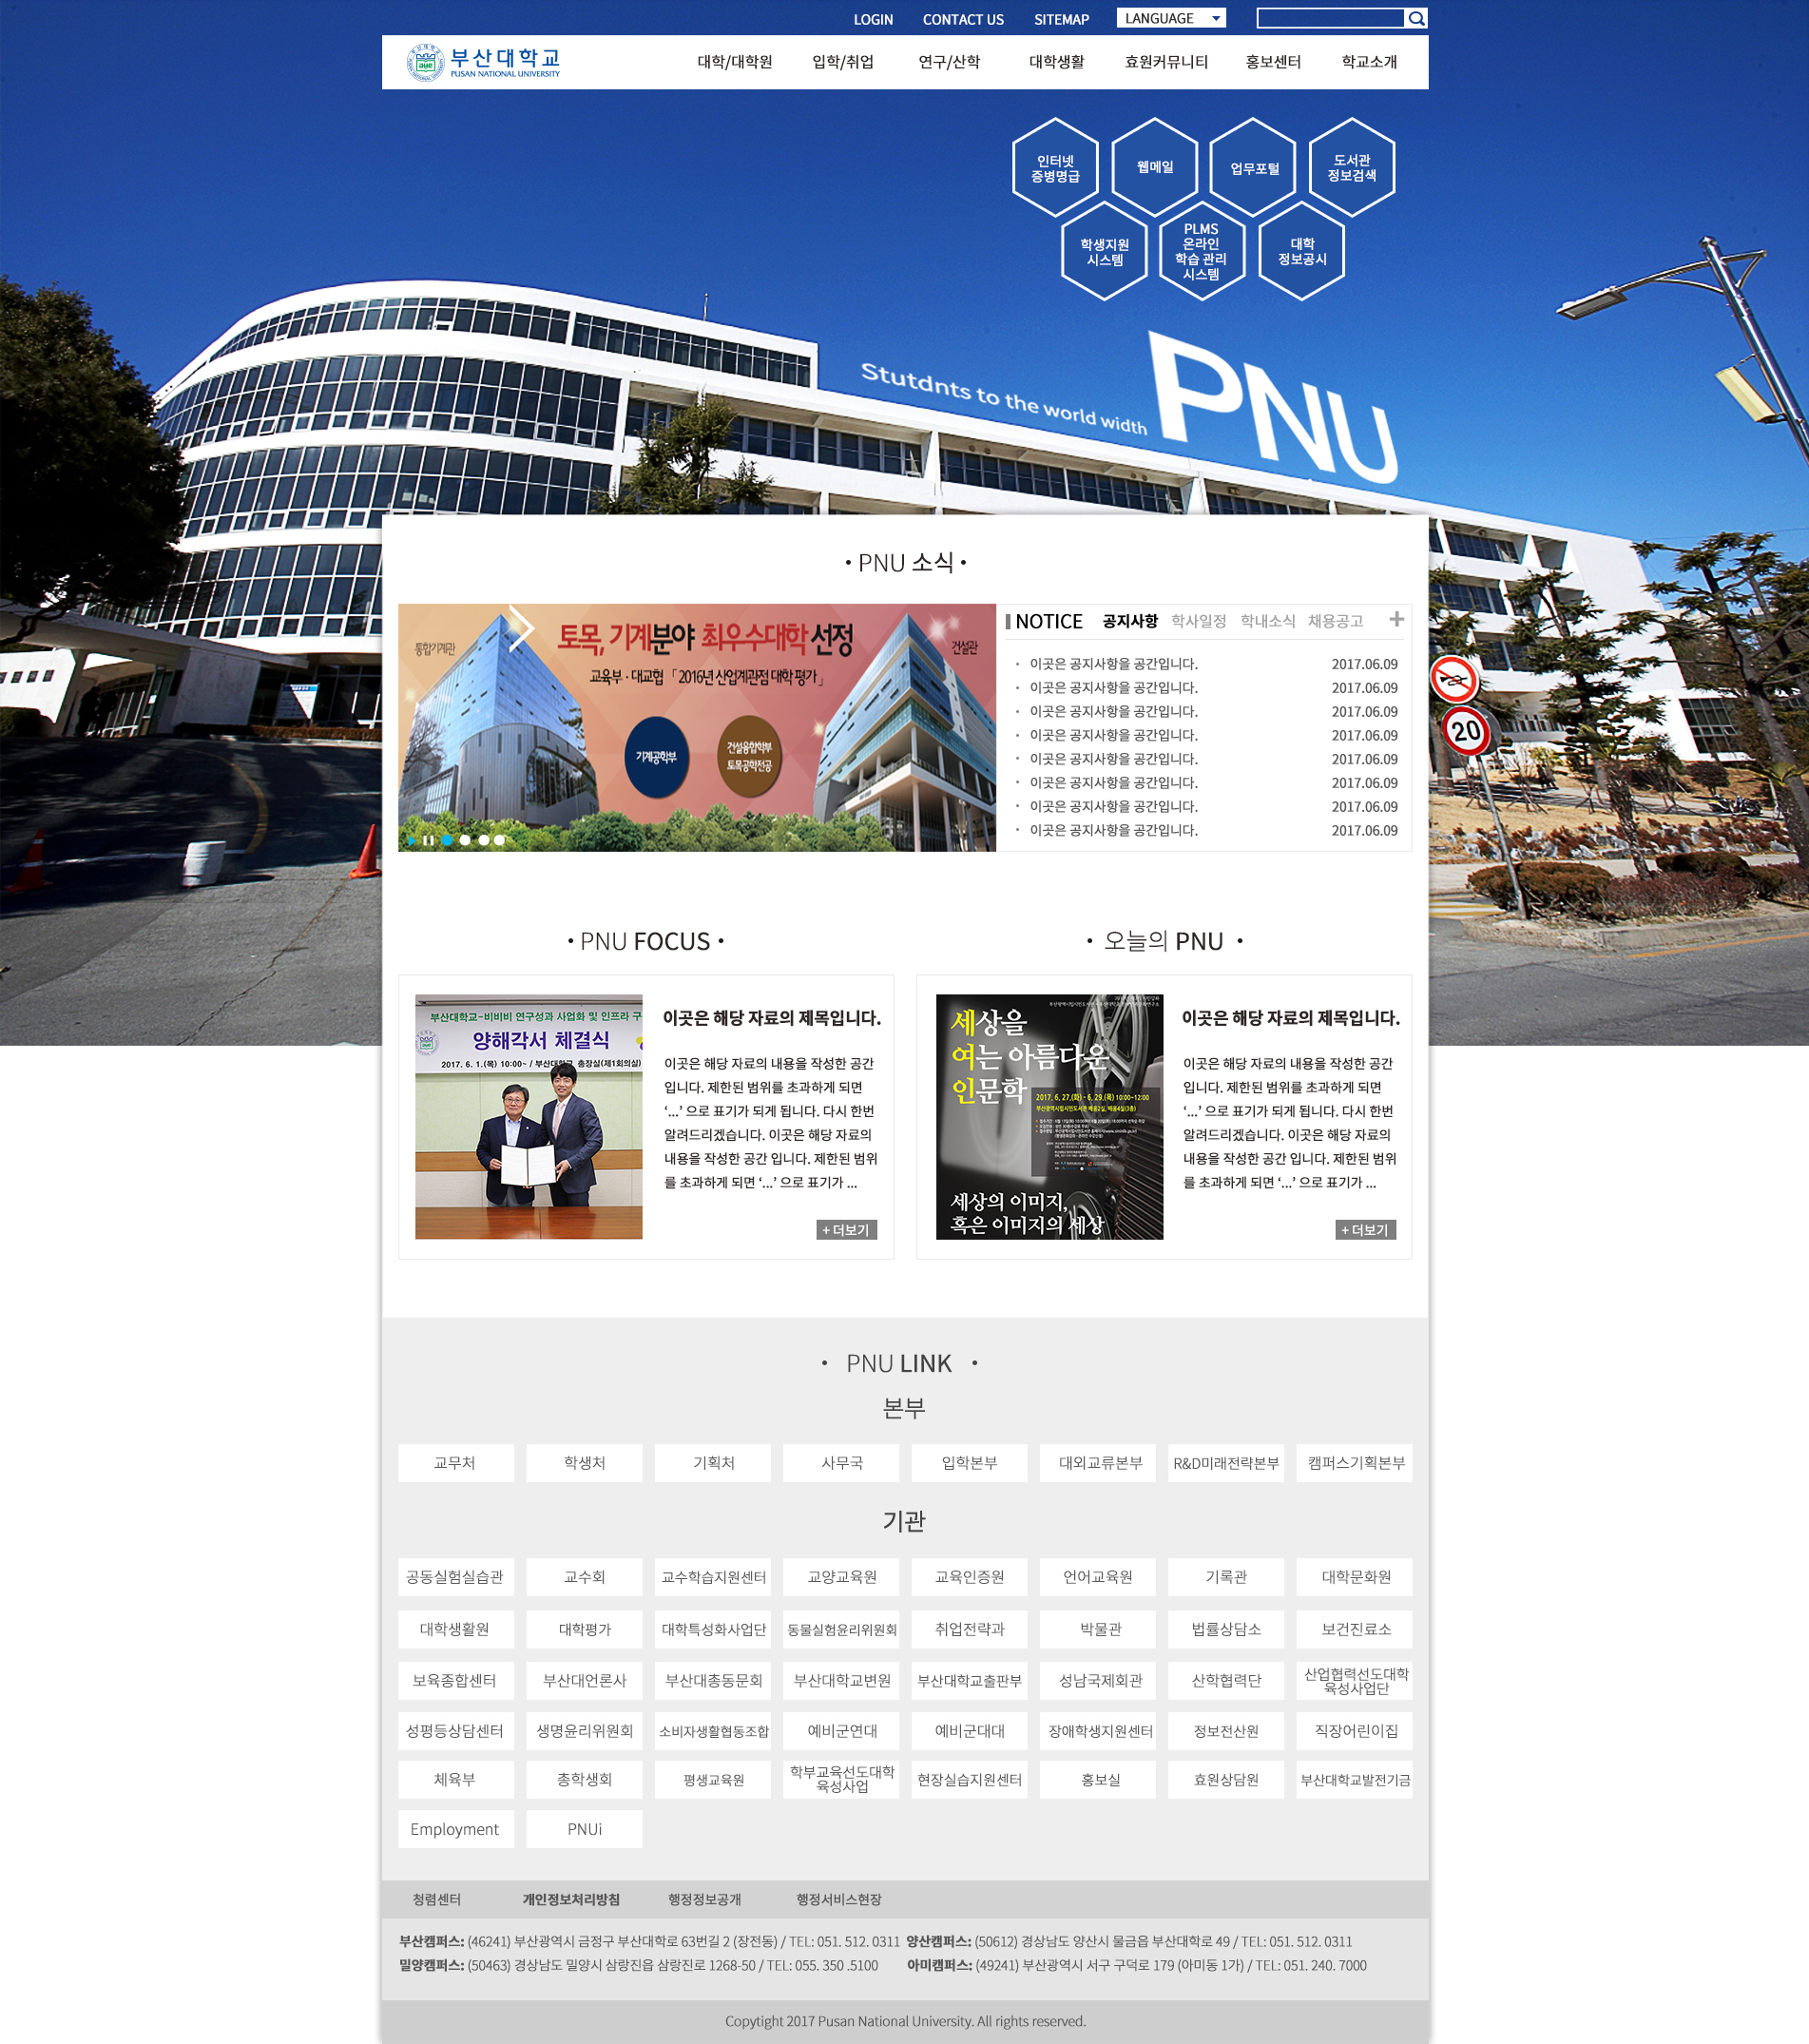 LOGIN CONTACT US SITEMAP LANGUAGE
부산대학교
PUSAN NATIONAL UNIVERSITY
대학/대학원 입학/취업 연구/산학 대학생활 효원커뮤니티 홍보센터 학교소개
인터넷
증병명급
웹메일
업무포털
도서관
정보검색
학생지원
시스템
PLMS
온라인
학습 관리
시스템
대학
정보공시
Stutdnts to the world width PNU
• PNU 소식 •
통합기계관
토목, 기계분야 최우스대학 선정
건설관
교육부 · 대교협 「2016년 산업계관점 대학 평가」
기계공학부
건설융합학부
토목공학전공
NOTICE 공지사항 학사일정 학내소식 채용공고 +
· 이곳은 공지사항을 공간입니다. 2017.06.09
· 이곳은 공지사항을 공간입니다. 2017.06.09
· 이곳은 공지사항을 공간입니다. 2017.06.09
· 이곳은 공지사항을 공간입니다. 2017.06.09
· 이곳은 공지사항을 공간입니다. 2017.06.09
· 이곳은 공지사항을 공간입니다. 2017.06.09
· 이곳은 공지사항을 공간입니다. 2017.06.09
· 이곳은 공지사항을 공간입니다. 2017.06.09
20
• PNU FOCUS •
부산대학교-비비비 연구성과 사업화 및 인프라 구
양해각서 체결식
2017. 6. 1.(목) 10:00~ / 부산대학교 총장실(제1회의실)
이곳은 해당 자료의 제목입니다.
이곳은 해당 자료의 내용을 작성한 공간
입니다. 제한된 범위를 초과하게 되면
‘...’ 으로 표기가 되게 됩니다. 다시 한번
알려드리겠습니다. 이곳은 해당 자료의
내용을 작성한 공간 입니다. 제한된 범위
를 초과하게 되면 ‘...’ 으로 표기가 ...
+ 더보기
• 오늘의 PNU •
세상을
여는 아름다운
인문학
2017. 6. 27.(화) - 6. 29.(목) 10:00~12:00
세상의 이미지,
혹은 이미지의 세상
이곳은 해당 자료의 제목입니다.
이곳은 해당 자료의 내용을 작성한 공간
입니다. 제한된 범위를 초과하게 되면
‘...’ 으로 표기가 되게 됩니다. 다시 한번
알려드리겠습니다. 이곳은 해당 자료의
내용을 작성한 공간 입니다. 제한된 범위
를 초과하게 되면 ‘...’ 으로 표기가 ...
+ 더보기
• PNU LINK •
본부
교무처 학생처 기획처 사무국 입학본부 대외교류본부 R&D미래전략본부 캠퍼스기획본부
기관
공동실험실습관 교수회 교수학습지원센터 교양교육원 교육인증원 언어교육원 기록관 대학문화원
대학생활원 대학평가 대학특성화사업단 동물실험윤리위원회 취업전략과 박물관 법률상담소 보건진료소
보육종합센터 부산대언론사 부산대총동문회 부산대학교변원 부산대학교출판부 성남국제회관 산학협력단 산업협력선도대학
육성사업단
성평등상담센터 생명윤리위원회 소비자생활협동조합 예비군연대 예비군대대 장애학생지원센터 정보전산원 직장어린이집
체육부 총학생회 평생교육원 학부교육선도대학
육성사업 현장실습지원센터 홍보실 효원상담원 부산대학교발전기금
Employment PNUi
청렴센터 개인정보처리방침 행정정보공개 행정서비스현장
부산캠퍼스: (46241) 부산광역시 금정구 부산대학로 63번길 2 (장전동) / TEL: 051. 512. 0311 양산캠퍼스: (50612) 경상남도 양산시 물금읍 부산대학로 49 / TEL: 051. 512. 0311
밀양캠퍼스: (50463) 경상남도 밀양시 삼랑진읍 삼랑진로 1268-50 / TEL: 055. 350 .5100 아미캠퍼스: (49241) 부산광역시 서구 구덕로 179 (아미동 1가) / TEL: 051. 240. 7000
Copytight 2017 Pusan National University. All rights reserved.